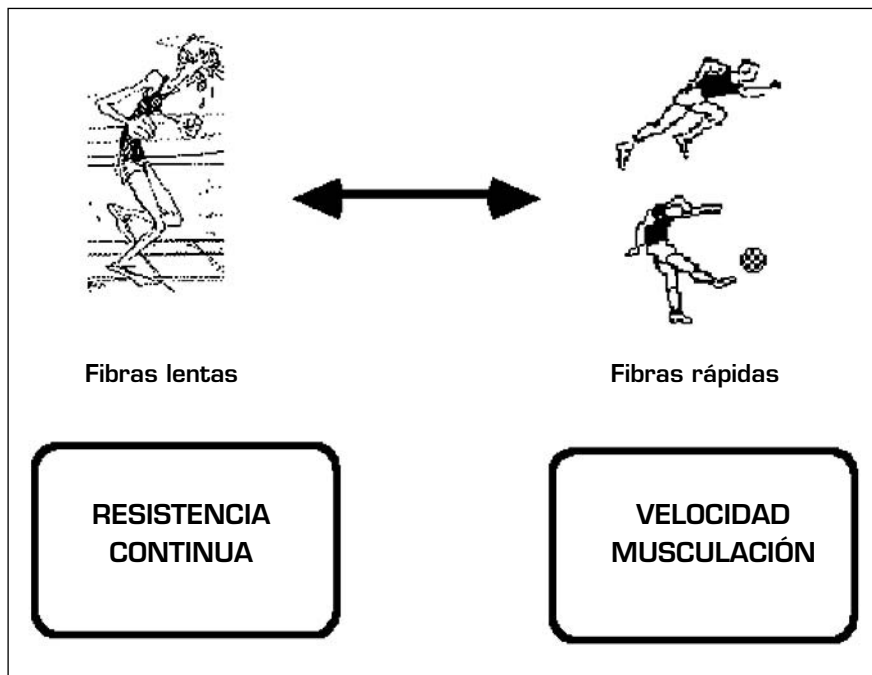 Fibras lentas
Fibras rápidas
RESISTENCIA
CONTINUA
VELOCIDAD
MUSCULACIÓN